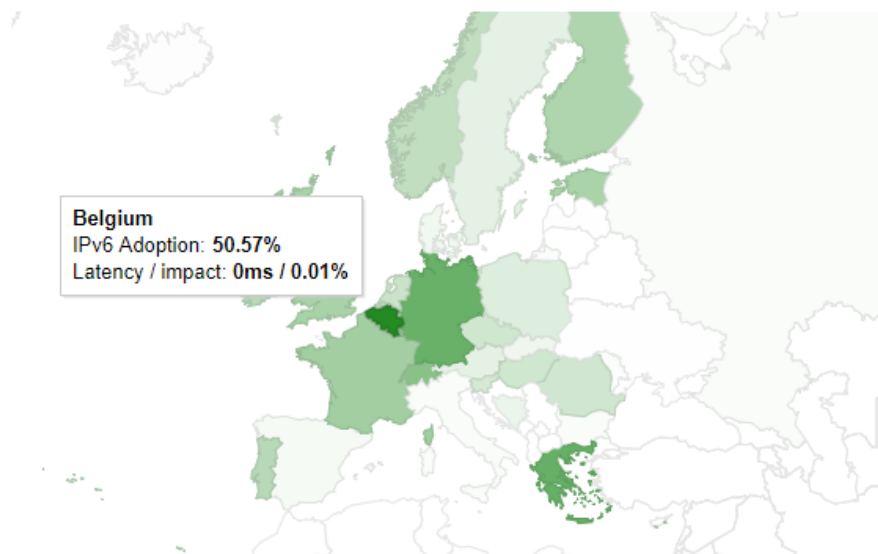 Belgium
IPv6 Adoption: 50.57%
Latency / impact: 0ms / 0.01%